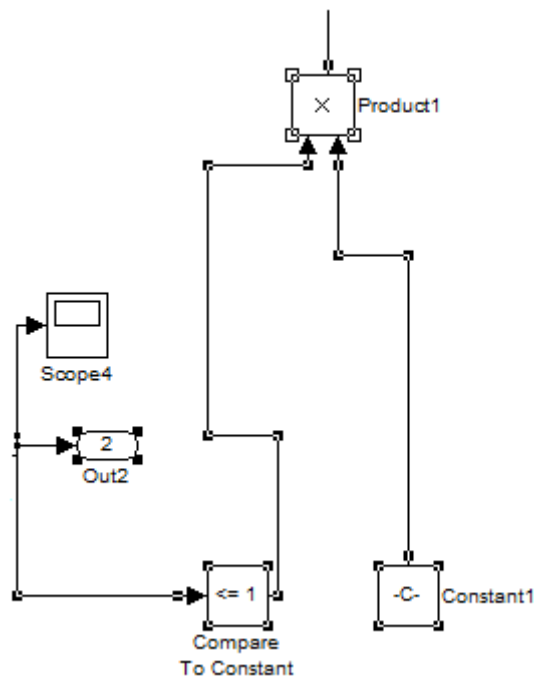 ×
Product1
Scope4
2
Out2
<= 1
-C-
Constant1
Compare
To Constant